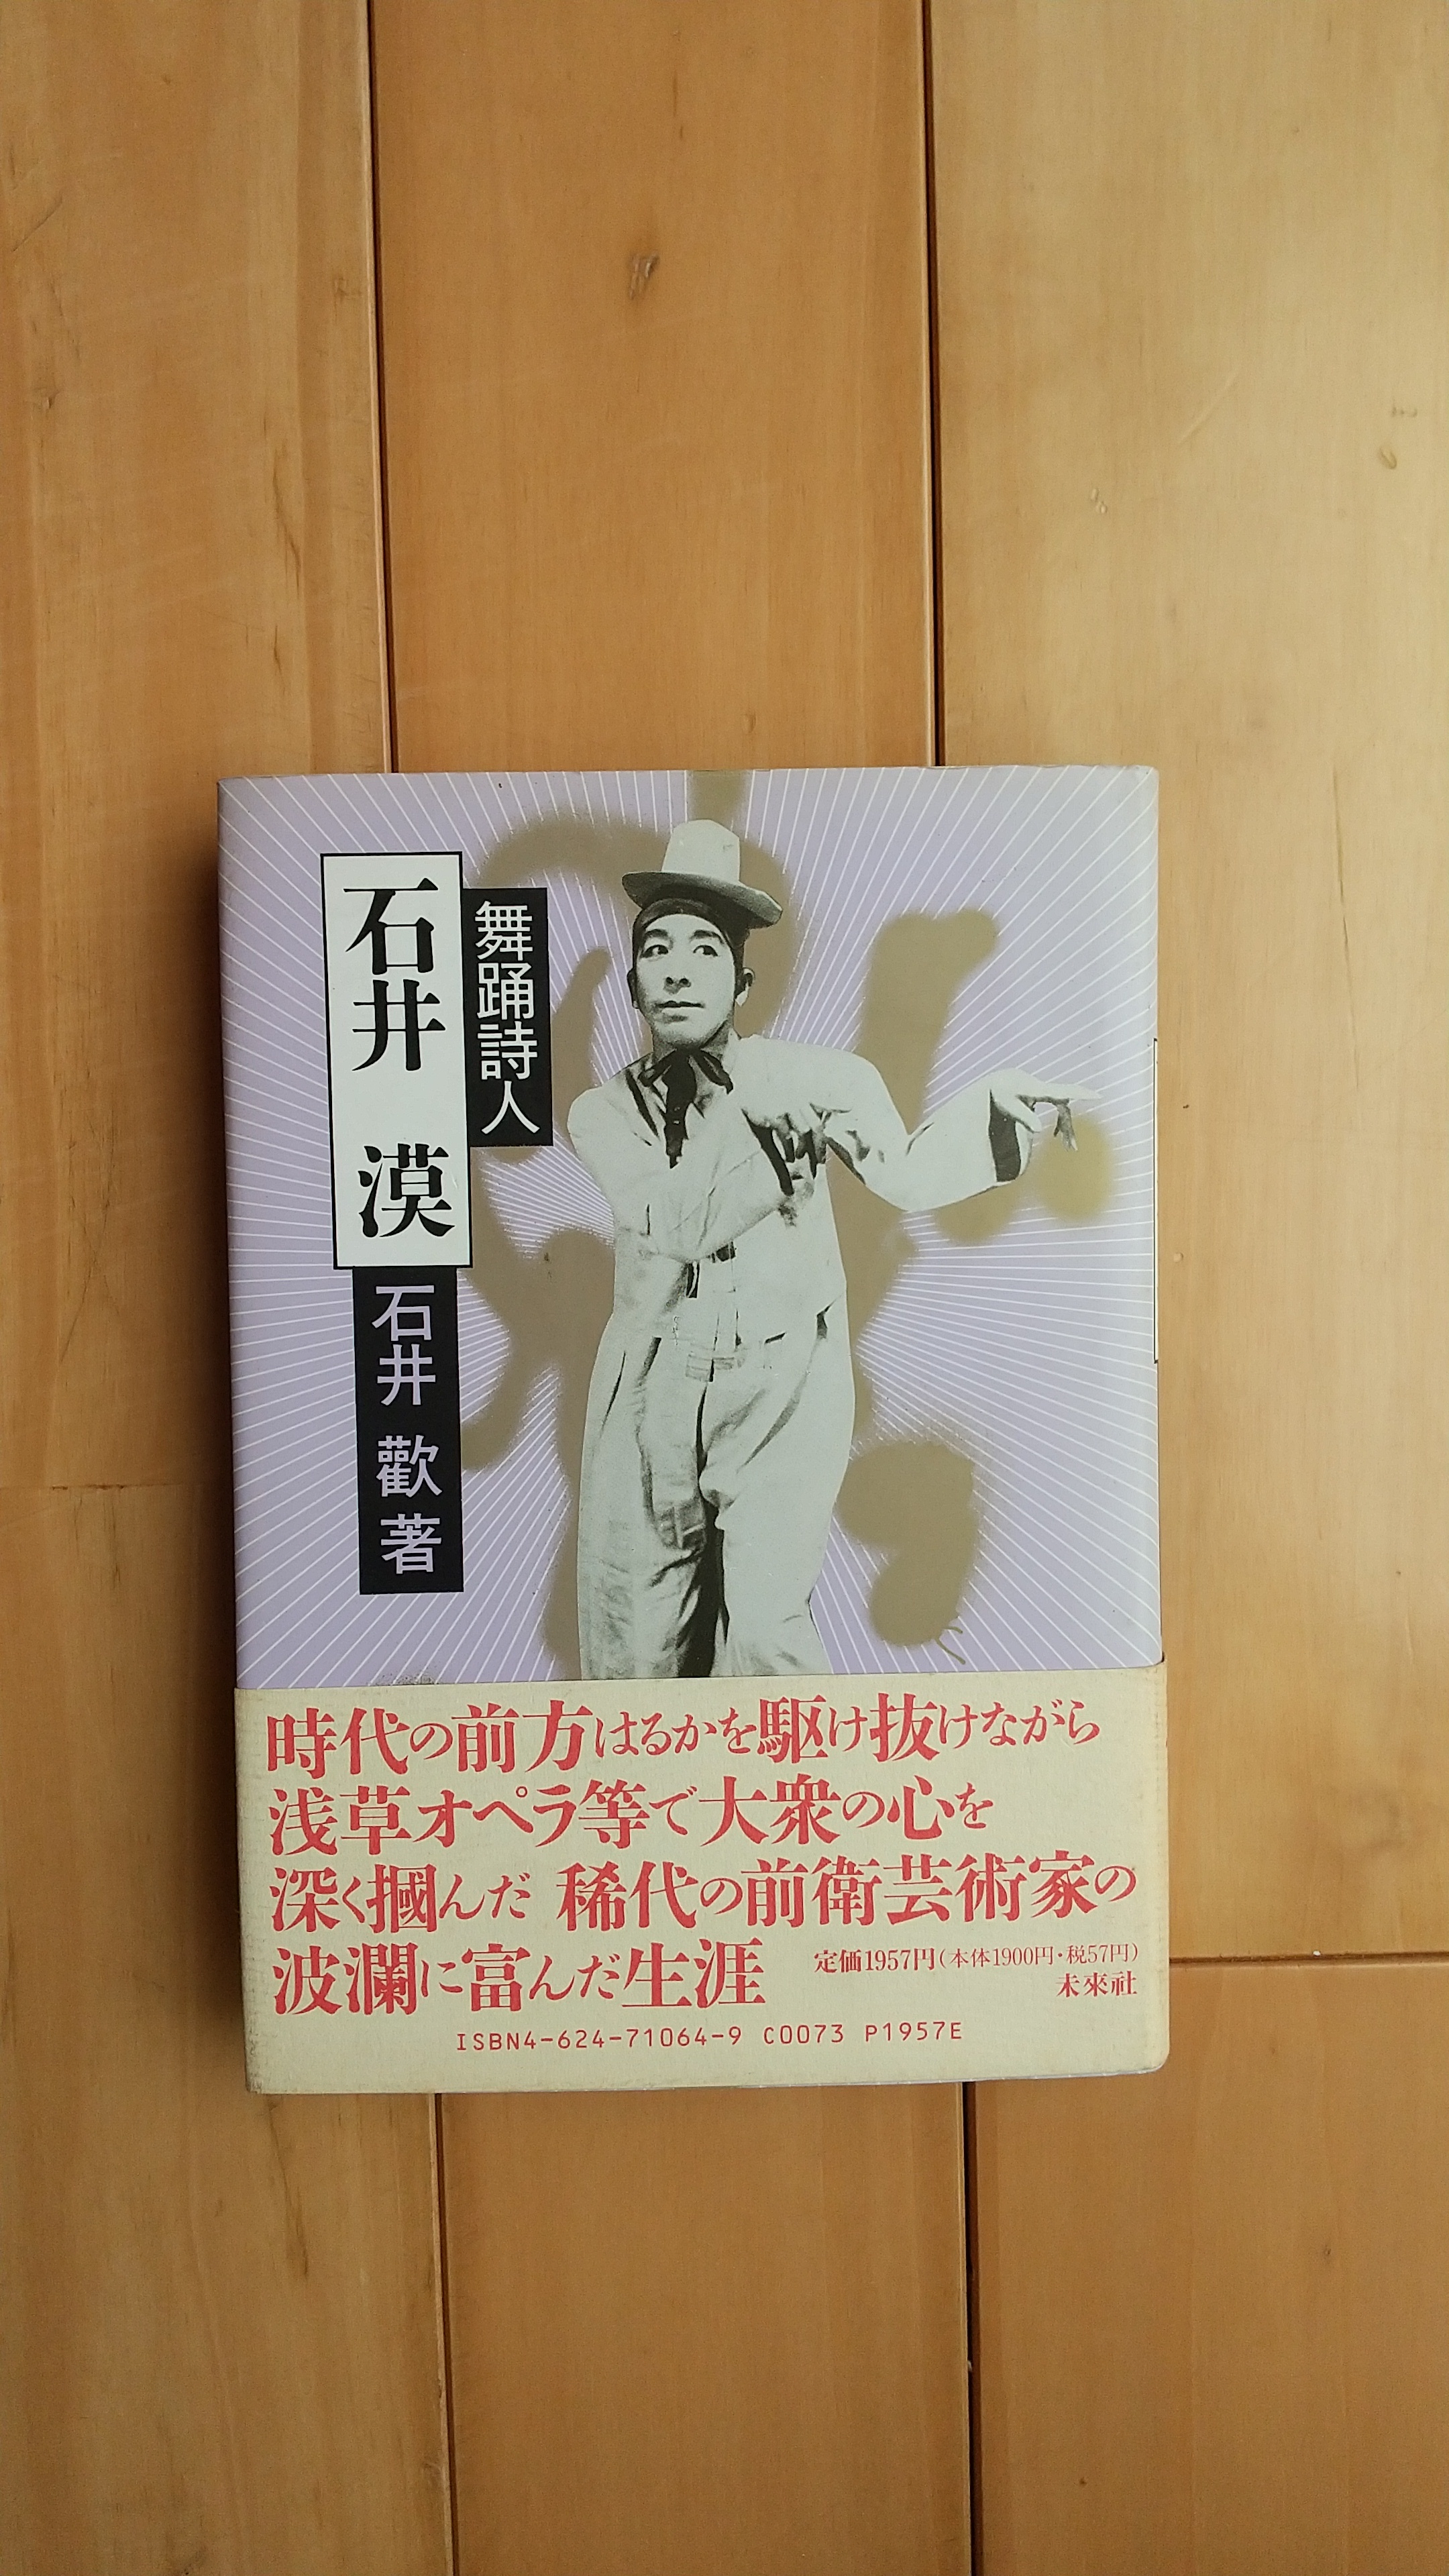 舞踊詩人
石井 漠
石井 歡 著
時代の前方はるかを駆け抜けながら
浅草オペラ等で大衆の心を
深く摑んだ 稀代の前衛芸術家の
波瀾に富んだ生涯
定価1957円(本体1900円・税57円)
未來社
ISBN4-624-71064-9 C0073 P1957E